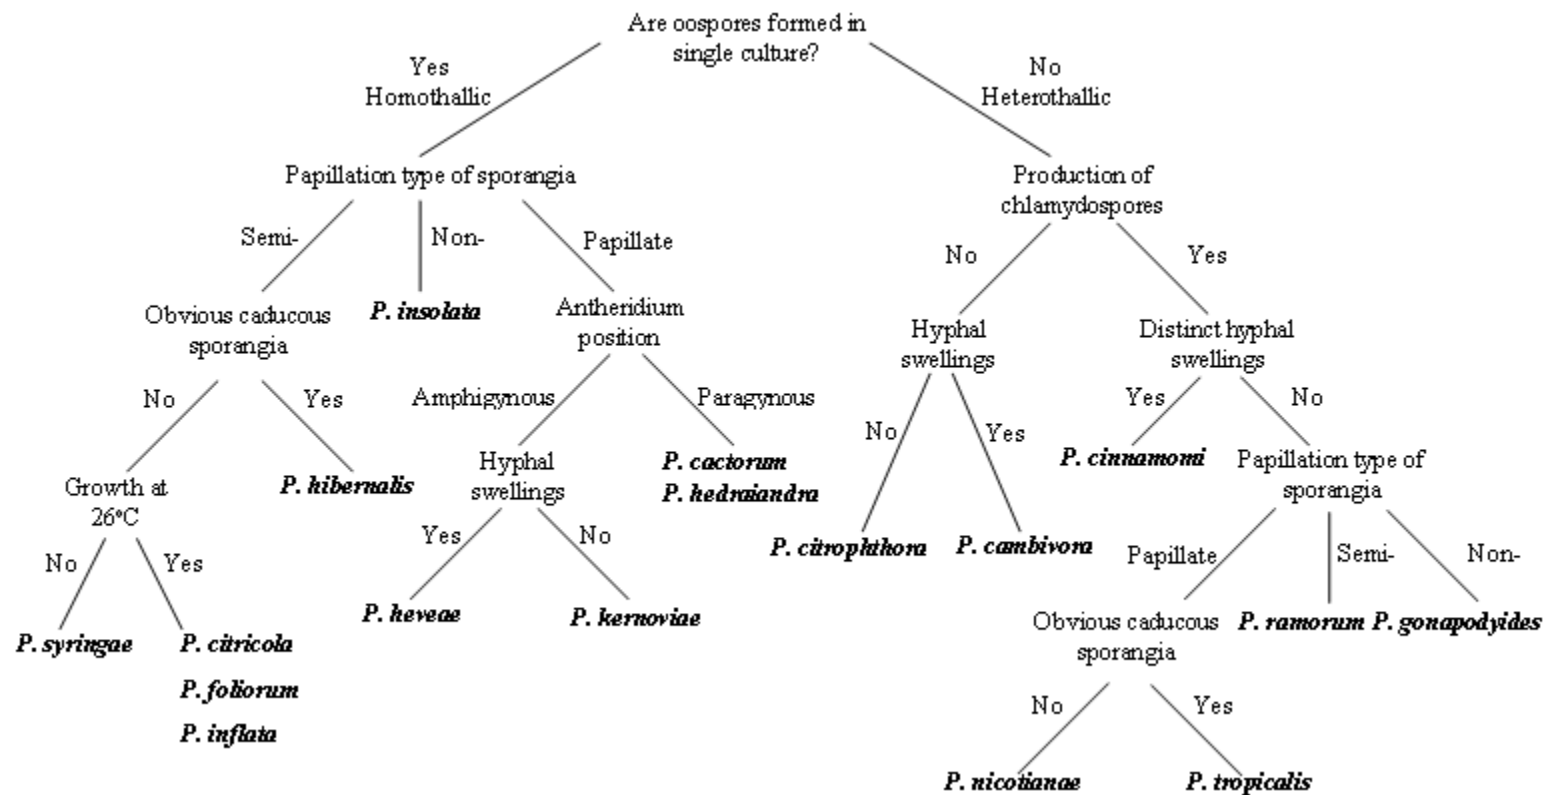 Are oospores formed in
single culture?
Yes
Homothallic
No
Heterothallic
Papillation type of sporangia
Production of
chlamydospores
Semi-
Non-
Papillate
No
Yes
Obvious caducous
sporangia
P. insolata
Antheridium
position
Hyphal
swellings
Distinct hyphal
swellings
No
Yes
Amphigynous
Paragynous
No
Yes
Yes
No
Growth at
26°C
P. hibernalis
Hyphal
swellings
P. cactorum
P. hedraiandra
P. cinnamomi
Papillation type of
sporangia
No
Yes
Yes
No
P. citrophthora
P. cambivora
Papillate
Semi-
Non-
P. syringae
P. citricola
P. foliorum
P. inflata
P. heveae
P. kernoviae
Obvious caducous
sporangia
P. ramorum
P. gonapodyides
No
Yes
P. nicotianae
P. tropicalis